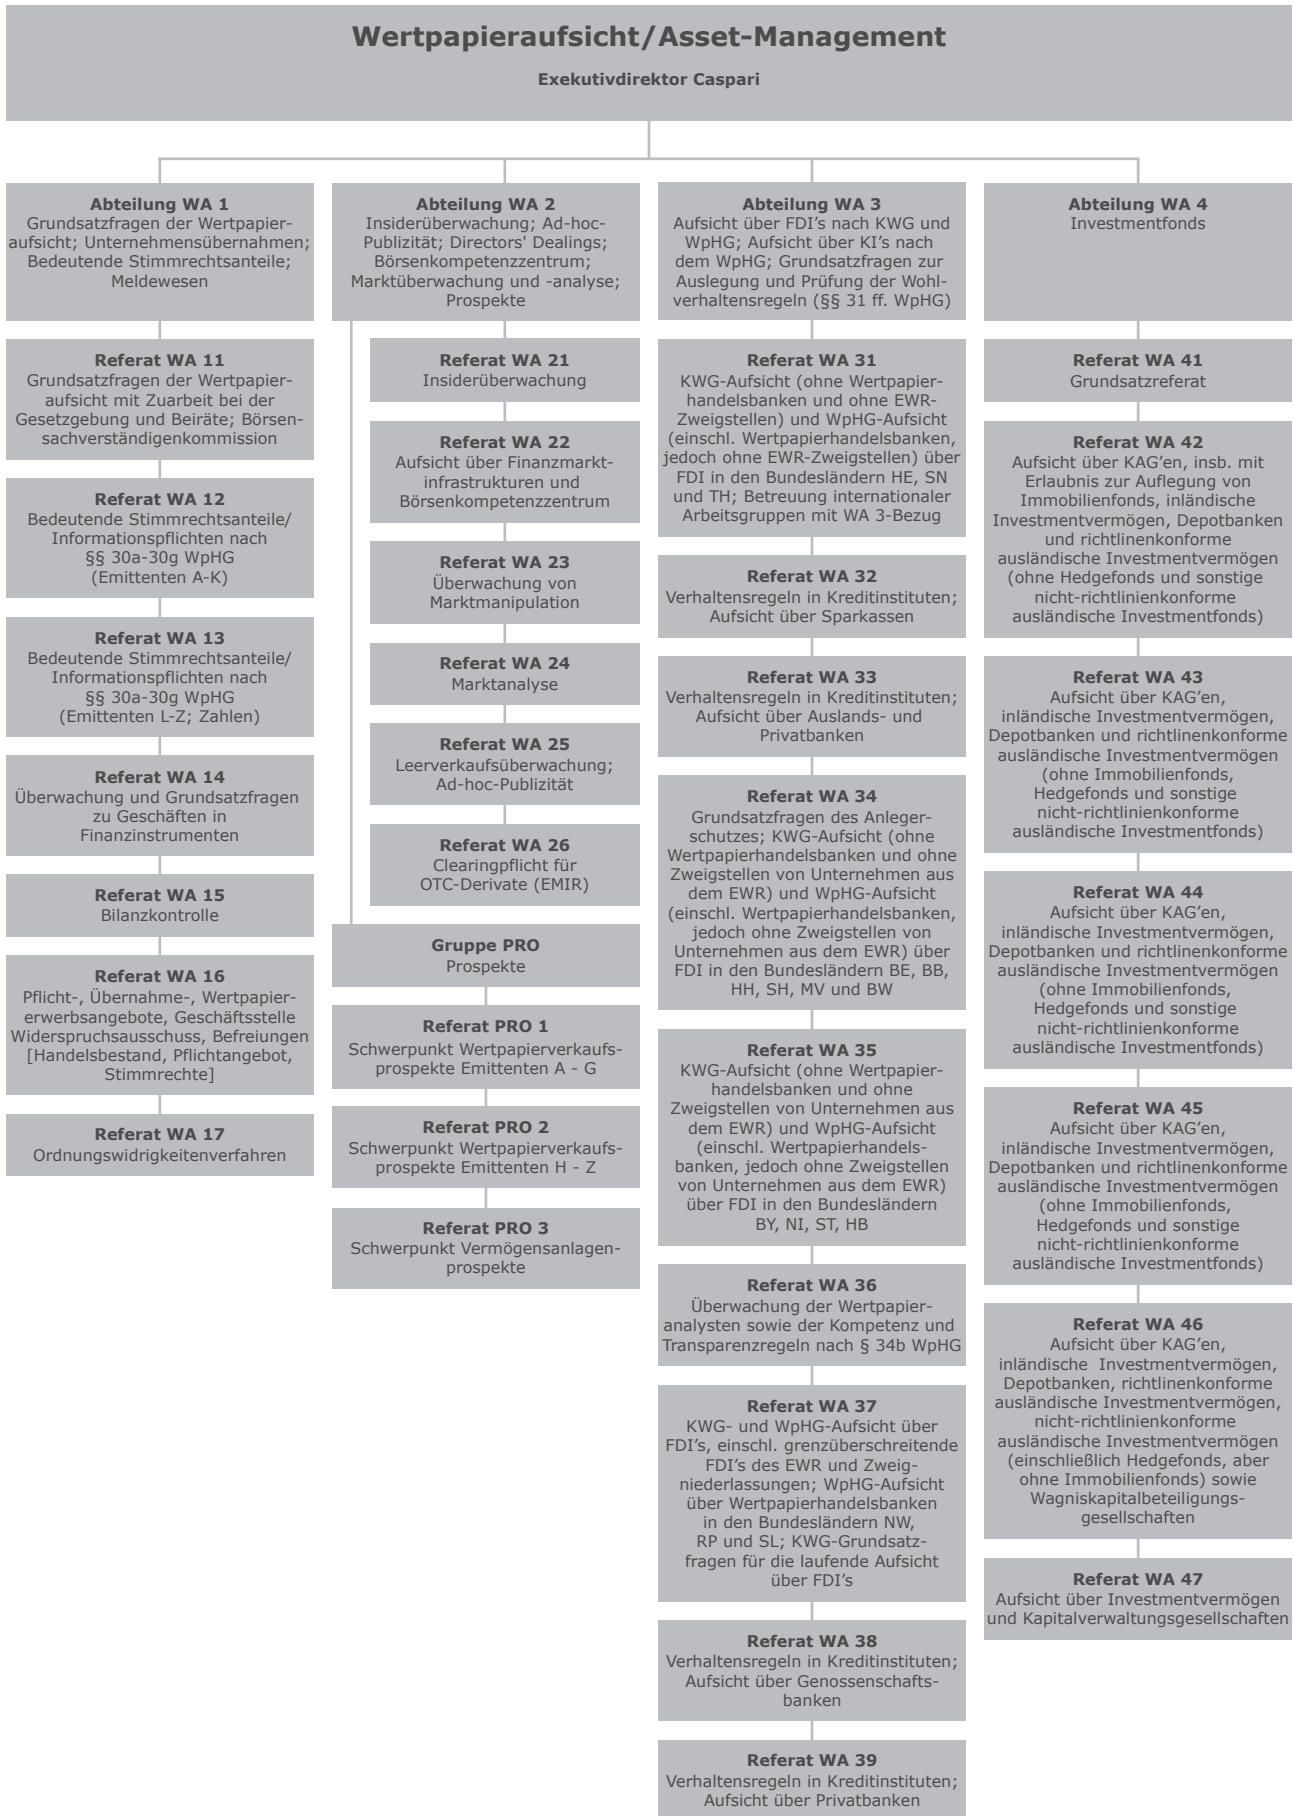 Wertpapieraufsicht/Asset-Management
Exekutivdirektor Caspari
Abteilung WA 1
Grundsatzfragen der Wertpapier-
aufsicht; Unternehmensübernahmen;
Bedeutende Stimmrechtsanteile;
Meldewesen
Referat WA 11
Grundsatzfragen der Wertpapier-
aufsicht mit Zuarbeit bei der
Gesetzgebung und Beiräte; Börsen-
sachverständigenkommission
Referat WA 12
Bedeutende Stimmrechtsanteile/
Informationspflichten nach
§§ 30a-30g WpHG
(Emittenten A-K)
Referat WA 13
Bedeutende Stimmrechtsanteile/
Informationspflichten nach
§§ 30a-30g WpHG
(Emittenten L-Z; Zahlen)
Referat WA 14
Überwachung und Grundsatzfragen
zu Geschäften in
Finanzinstrumenten
Referat WA 15
Bilanzkontrolle
Referat WA 16
Pflicht-, Übernahme-, Wertpapier-
erwerbsangebote, Geschäftsstelle
Widerspruchsausschuss, Befreiungen
[Handelsbestand, Pflichtangebot,
Stimmrechte]
Referat WA 17
Ordnungswidrigkeitenverfahren
Abteilung WA 2
Insiderüberwachung; Ad-hoc-
Publizität; Directors' Dealings;
Börsenkompetenzzentrum;
Marktüberwachung und -analyse;
Prospekte
Referat WA 21
Insiderüberwachung
Referat WA 22
Aufsicht über Finanzmarkt-
infrastrukturen und
Börsenkompetenzzentrum
Referat WA 23
Überwachung von
Marktmanipulation
Referat WA 24
Marktanalyse
Referat WA 25
Leerverkaufsüberwachung;
Ad-hoc-Publizität
Referat WA 26
Clearingpflicht für
OTC-Derivate (EMIR)
Gruppe PRO
Prospekte
Referat PRO 1
Schwerpunkt Wertpapierverkaufs-
prospekte Emittenten A - G
Referat PRO 2
Schwerpunkt Wertpapierverkaufs-
prospekte Emittenten H - Z
Referat PRO 3
Schwerpunkt Vermögensanlagen-
prospekte
Abteilung WA 3
Aufsicht über FDI's nach KWG und
WpHG; Aufsicht über KI's nach
dem WpHG; Grundsatzfragen zur
Auslegung und Prüfung der Wohl-
verhaltensregeln (§§ 31 ff. WpHG)
Referat WA 31
KWG-Aufsicht (ohne Wertpapier-
handelsbanken und ohne EWR-
Zweigstellen) und WpHG-Aufsicht
(einschl. Wertpapierhandelsbanken,
jedoch ohne EWR-Zweigstellen) über
FDI in den Bundesländern HE, SN
und TH; Betreuung internationaler
Arbeitsgruppen mit WA 3-Bezug
Referat WA 32
Verhaltensregeln in Kreditinstituten;
Aufsicht über Sparkassen
Referat WA 33
Verhaltensregeln in Kreditinstituten;
Aufsicht über Auslands- und
Privatbanken
Referat WA 34
Grundsatzfragen des Anleger-
schutzes; KWG-Aufsicht (ohne
Wertpapierhandelsbanken und ohne
Zweigstellen von Unternehmen aus
dem EWR) und WpHG-Aufsicht
(einschl. Wertpapierhandelsbanken,
jedoch ohne Zweigstellen von
Unternehmen aus dem EWR) über
FDI in den Bundesländern BE, BB,
HH, SH, MV und BW
Referat WA 35
KWG-Aufsicht (ohne Wertpapier-
handelsbanken und ohne
Zweigstellen von Unternehmen aus
dem EWR) und WpHG-Aufsicht
(einschl. Wertpapierhandels-
banken, jedoch ohne Zweigstellen
von Unternehmen aus dem EWR)
über FDI in den Bundesländern
BY, NI, ST, HB
Referat WA 36
Überwachung der Wertpapier-
analysten sowie der Kompetenz und
Transparenzregeln nach § 34b WpHG
Referat WA 37
KWG- und WpHG-Aufsicht über
FDI's, einschl. grenzüberschreitende
FDI's des EWR und Zweig-
niederlassungen; WpHG-Aufsicht
über Wertpapierhandelsbanken
in den Bundesländern NW,
RP und SL; KWG-Grundsatz-
fragen für die laufende Aufsicht
über FDI's
Referat WA 38
Verhaltensregeln in Kreditinstituten;
Aufsicht über Genossenschafts-
banken
Referat WA 39
Verhaltensregeln in Kreditinstituten;
Aufsicht über Privatbanken
Abteilung WA 4
Investmentfonds
Referat WA 41
Grundsatzreferat
Referat WA 42
Aufsicht über KAG'en, insb. mit
Erlaubnis zur Auflegung von
Immobilienfonds, inländische
Investmentvermögen, Depotbanken
und richtlinenkonforme
ausländische Investmentvermögen
(ohne Hedgefonds und sonstige
nicht-richtlinienkonforme
ausländische Investmentfonds)
Referat WA 43
Aufsicht über KAG'en,
inländische Investmentvermögen,
Depotbanken und richtlinenkonforme
ausländische Investmentvermögen
(ohne Immobilienfonds,
Hedgefonds und sonstige
nicht-richtlinienkonforme
ausländische Investmentfonds)
Referat WA 44
Aufsicht über KAG'en,
inländische Investmentvermögen,
Depotbanken und richtlinenkonforme
ausländische Investmentvermögen
(ohne Immobilienfonds,
Hedgefonds und sonstige
nicht-richtlinienkonforme
ausländische Investmentfonds)
Referat WA 45
Aufsicht über KAG'en,
inländische Investmentvermögen,
Depotbanken und richtlinenkonforme
ausländische Investmentvermögen
(ohne Immobilienfonds,
Hedgefonds und sonstige
nicht-richtlinienkonforme
ausländische Investmentfonds)
Referat WA 46
Aufsicht über KAG'en,
inländische Investmentvermögen,
Depotbanken, richtlinenkonforme
ausländische Investmentvermögen,
nicht-richtlinienkonforme
ausländische Investmentvermögen
(einschließlich Hedgefonds, aber
ohne Immobilienfonds) sowie
Wagniskapitalbeteiligungs-
gesellschaften
Referat WA 47
Aufsicht über Investmentvermögen
und Kapitalverwaltungsgesellschaften